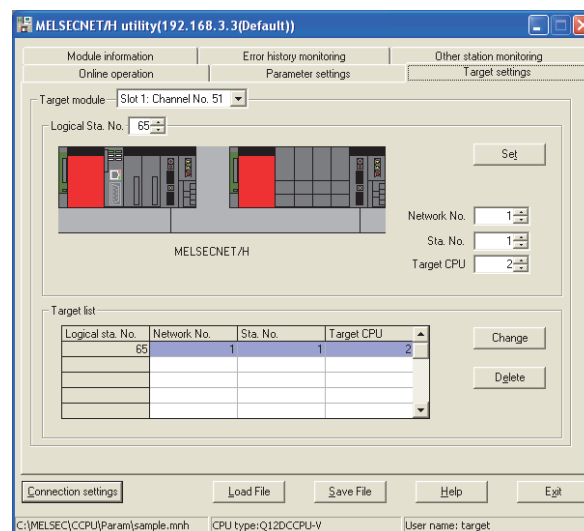 MELSECNET/H utility(192.168.3.3(Default))
Module information Error history monitoring Other station monitoring
Online operation Parameter settings Target settings
Target module Slot 1: Channel No. 51
Logical Sta. No. 65
Set
Network No. 1
Sta. No. 1
Target CPU 2
MELSECNET/H
Target list
Logical sta. No. Network No. Sta. No. Target CPU
65 1 1 2
Change
Delete
Connection settings Load File Save File Help Exit
C:\MELSEC\CCPU\Param\sample.mnh CPU type:Q12DCCPU-V User name: target